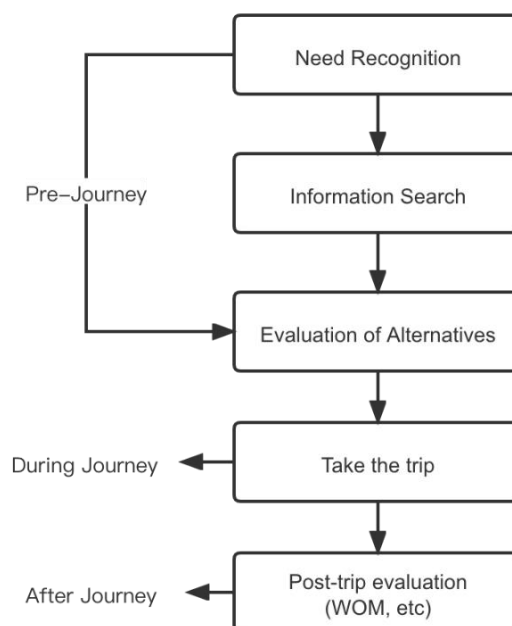 Need Recognition
Pre–Journey
Information Search
Evaluation of Alternatives
During Journey
Take the trip
After Journey
Post-trip evaluation
(WOM, etc)